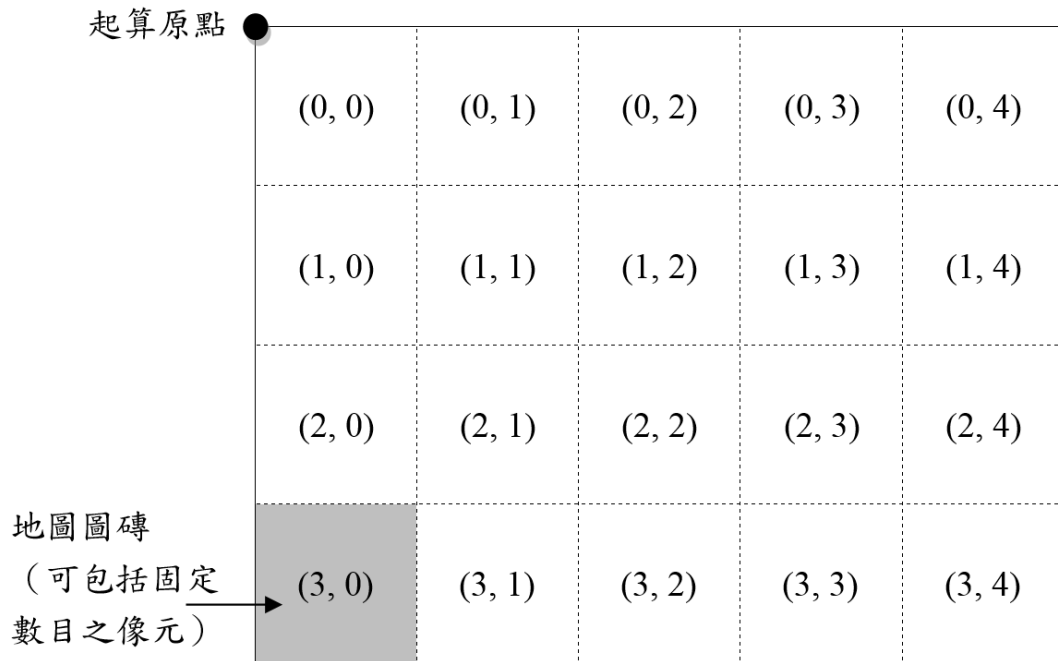 起算原點
(0, 0) (0, 1) (0, 2) (0, 3) (0, 4)
(1, 0) (1, 1) (1, 2) (1, 3) (1, 4)
(2, 0) (2, 1) (2, 2) (2, 3) (2, 4)
地圖圖磚
（可包括固定
數目之像元）
(3, 0) (3, 1) (3, 2) (3, 3) (3, 4)